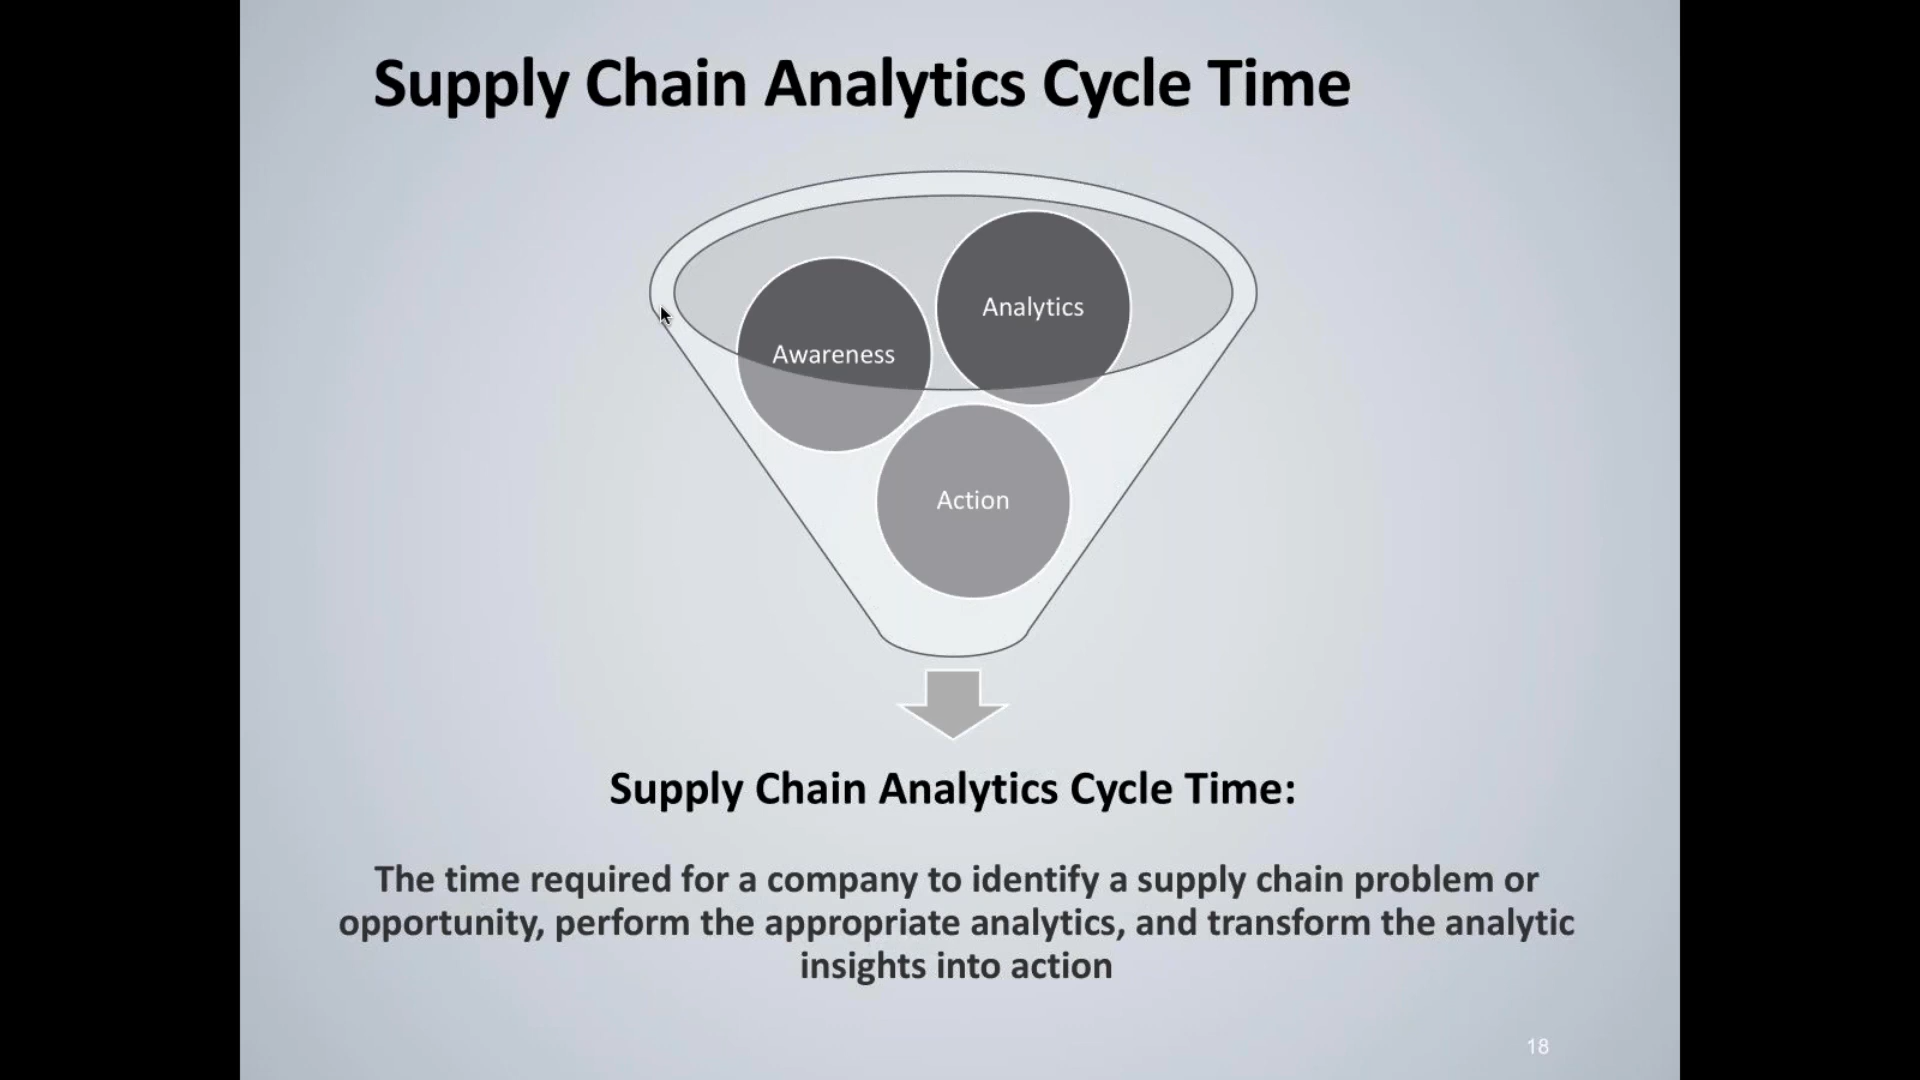 Supply Chain Analytics Cycle Time
Analytics
Awareness
Action
Supply Chain Analytics Cycle Time:
The time required for a company to identify a supply chain problem or
opportunity, perform the appropriate analytics, and transform the analytic
insights into action
18